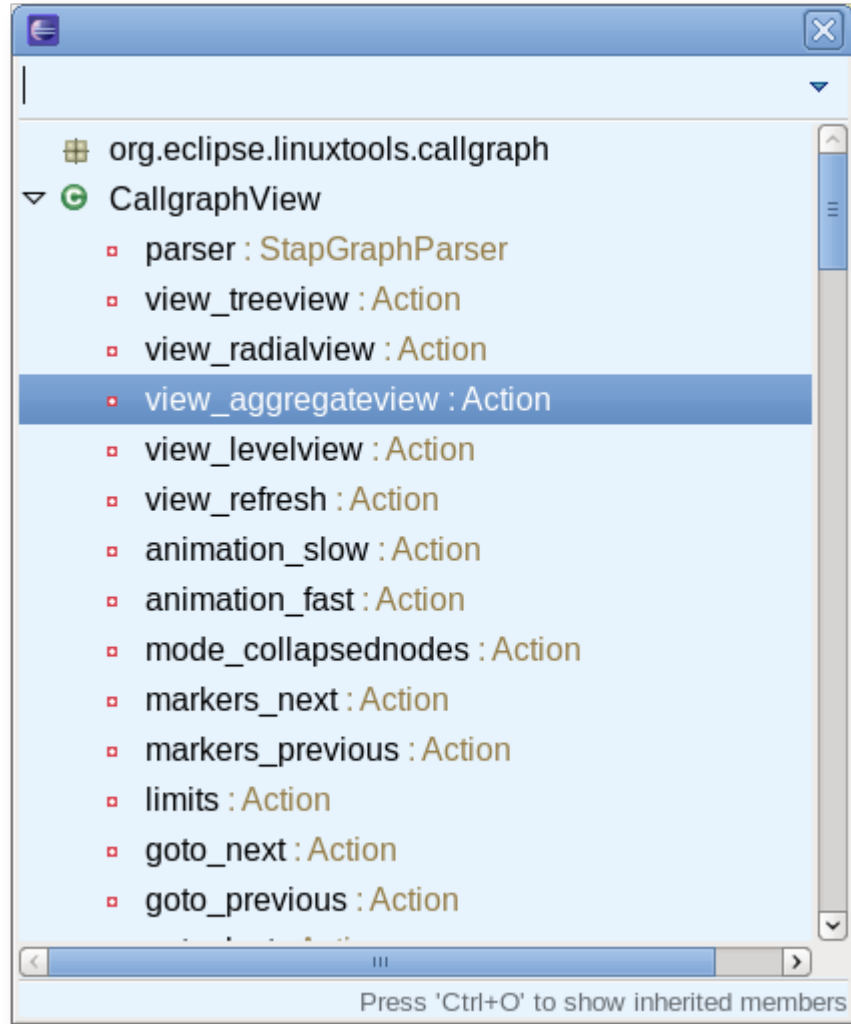 org.eclipse.linuxtools.callgraph
CallgraphView
parser : StapGraphParser
view_treeview : Action
view_radialview : Action
view_aggregateview : Action
view_levelview : Action
view_refresh : Action
animation_slow : Action
animation_fast : Action
mode_collapsednodes : Action
markers_next : Action
markers_previous : Action
limits : Action
goto_next : Action
goto_previous : Action
Press 'Ctrl+O' to show inherited members